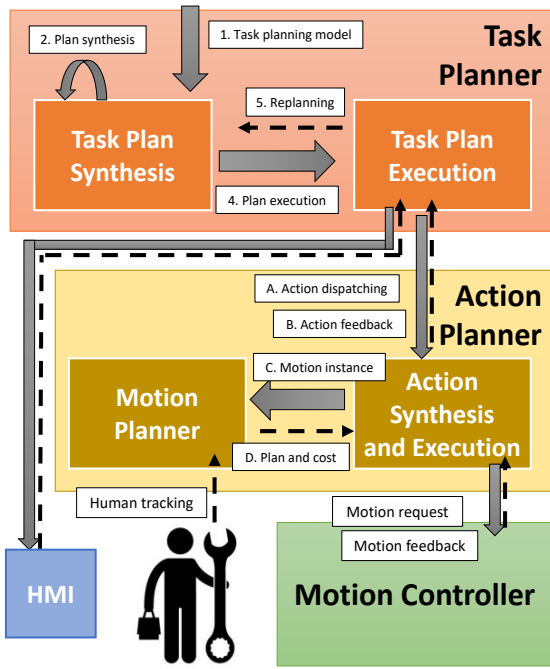 2. Plan synthesis
1. Task planning model
Task
Planner
5. Replanning
Task Plan
Synthesis
Task Plan
Execution
4. Plan execution
A. Action dispatching
B. Action feedback
Action
Planner
C. Motion instance
Motion
Planner
Action
Synthesis
and Execution
D. Plan and cost
Human tracking
Motion request
Motion feedback
HMI
Motion Controller